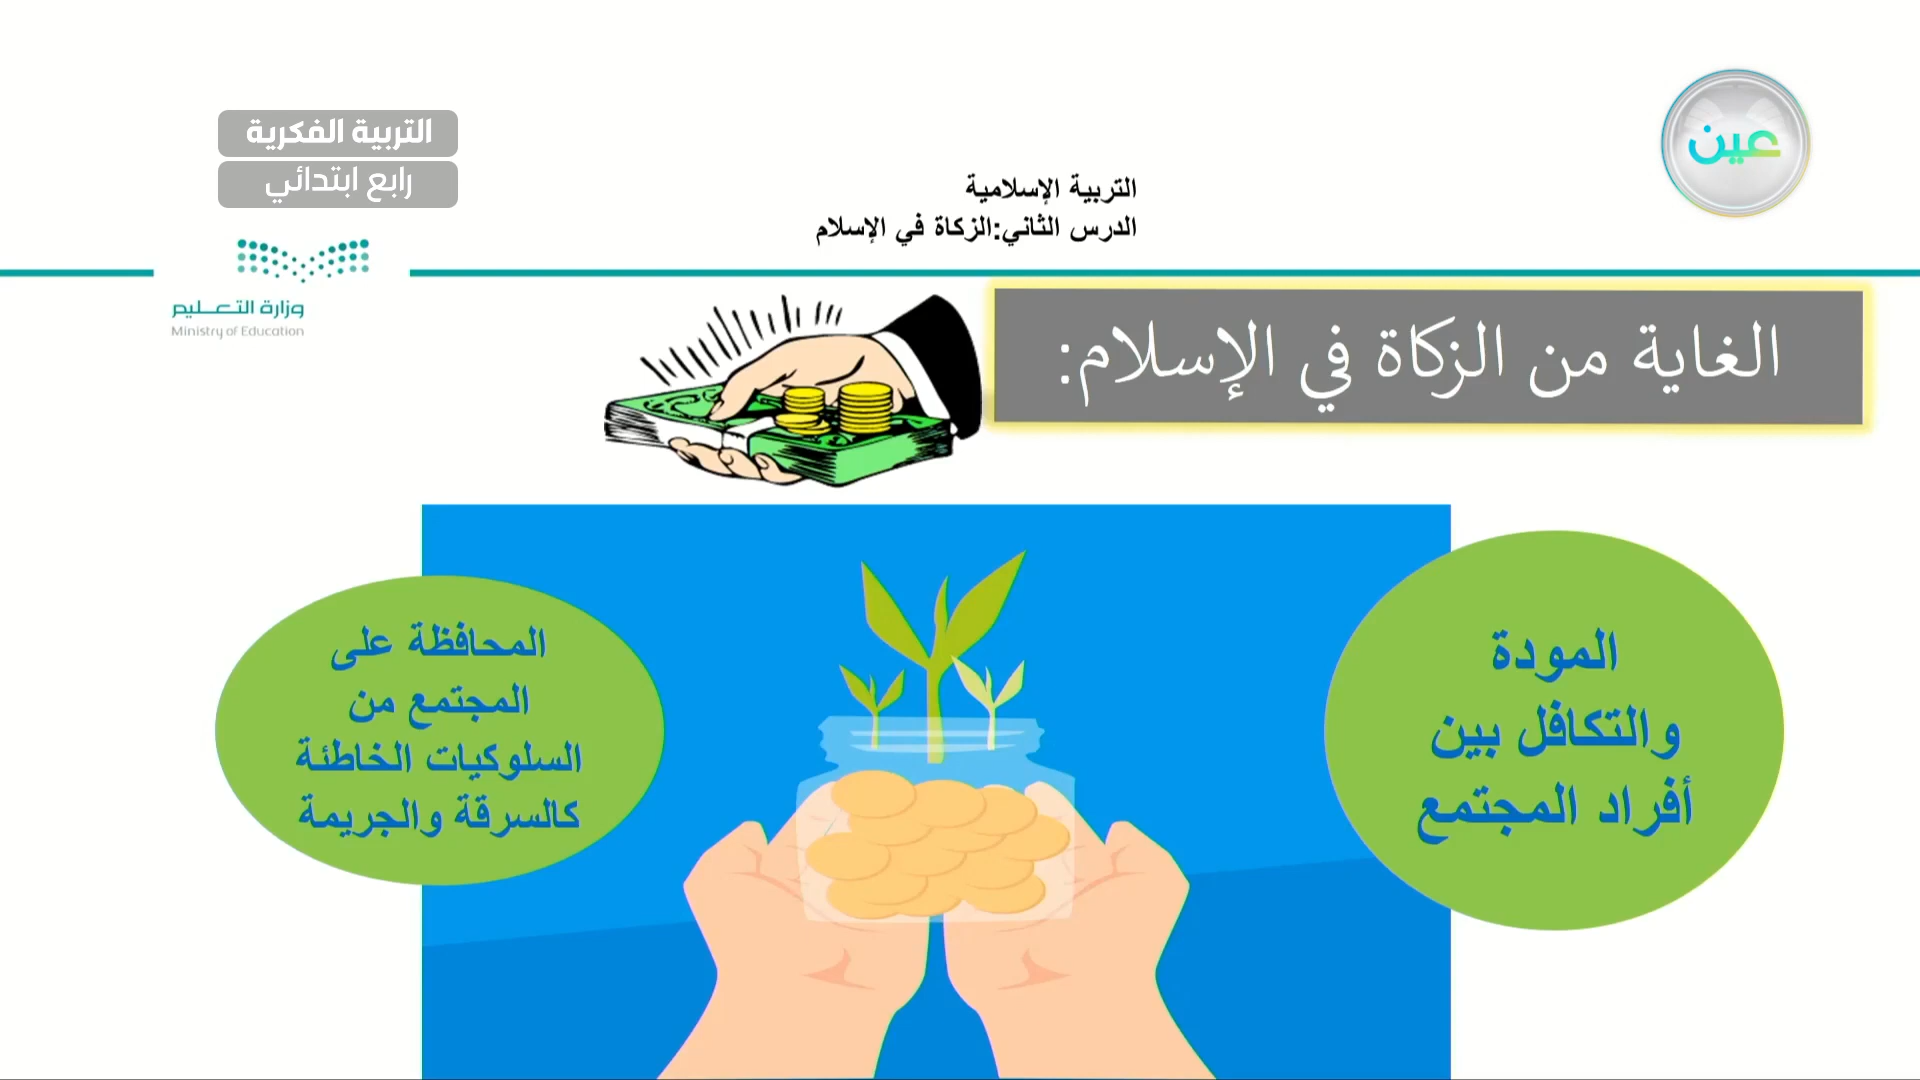 عين
التربية الفكرية
رابع ابتدائي
التربية الإسلامية
الدرس الثاني:الزكاة في الإسلام
وزارة التعليم
Ministry of Education
الغاية من الزكاة في الإسلام:
المودة
والتكافل بين
أفراد المجتمع
المحافظة على
المجتمع من
السلوكيات الخاطئة
كالسرقة والجريمة